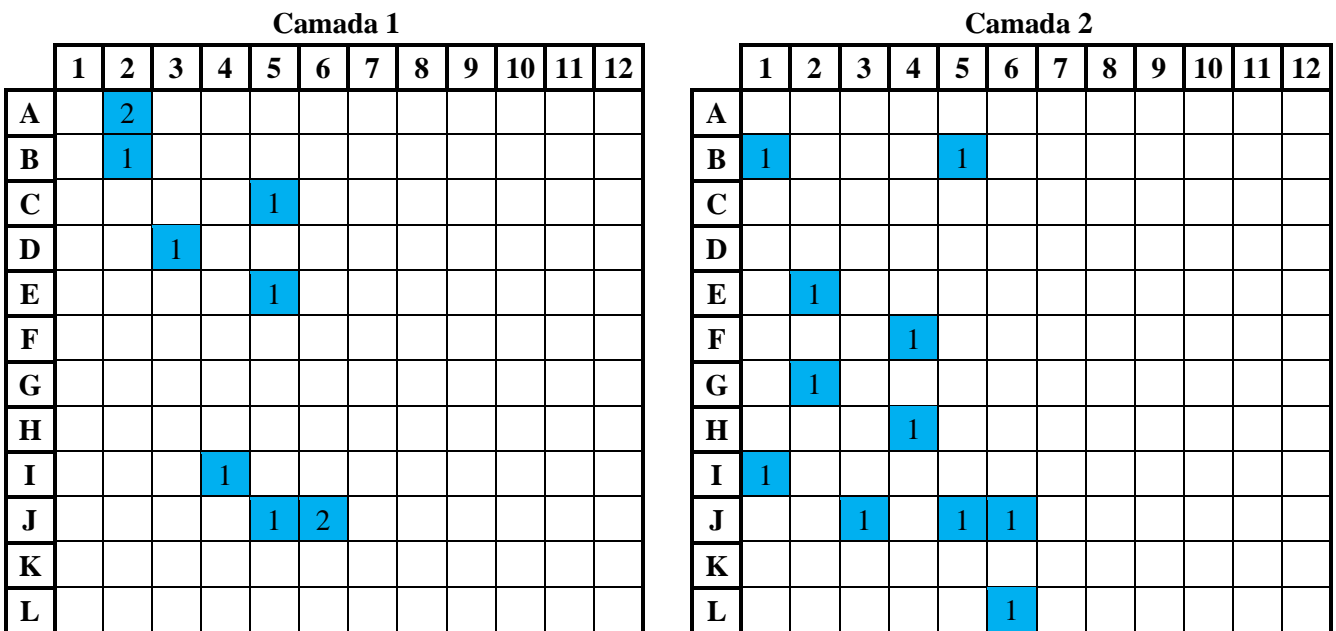 Camada 1 Camada 2
1 2 3 4 5 6 7 8 9 10 11 12 1 2 3 4 5 6 7 8 9 10 11 12
A 2 A
B 1 B 1 1
C 1 C
D 1 D
E 1 E 1
F F 1
G G 1
H H 1
I 1 I 1
J 1 2 J 1 1 1
K K
L L 1